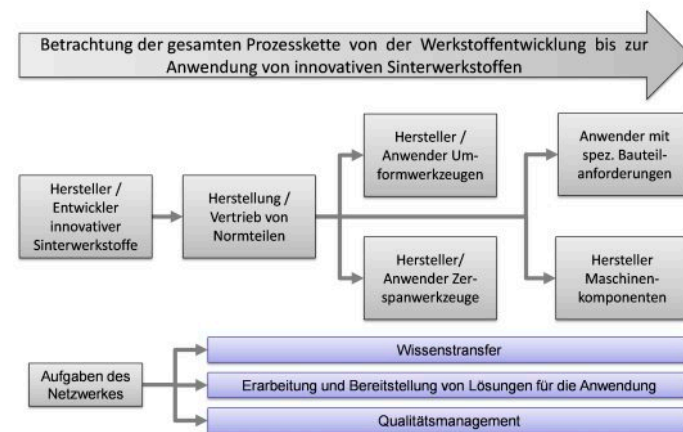 Betrachtung der gesamten Prozesskette von der Werkstoffentwicklung bis zur
Anwendung von innovativen Sinterwerkstoffen
Hersteller /
Entwickler
innovativer
Sinterwerkstoffe
Herstellung /
Vertrieb von
Normteilen
Hersteller /
Anwender Um-
formwerkzeugen
Anwender mit
spez. Bauteil-
anforderungen
Hersteller/
Anwender Zer-
spanwerkzeuge
Hersteller
Maschinen-
komponenten
Aufgaben des
Netzwerkes
Wissenstransfer
Erarbeitung und Bereitstellung von Lösungen für die Anwendung
Qualitätsmanagement